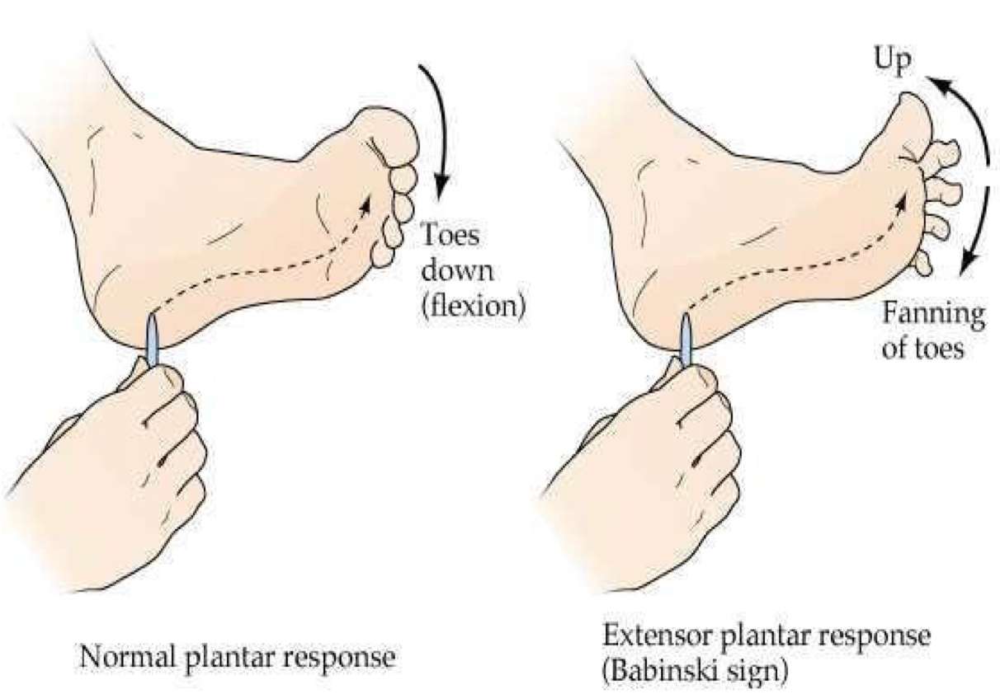 Toes
down
(flexion)
Normal plantar response
Up
Fanning
of toes
Extensor plantar response
(Babinski sign)